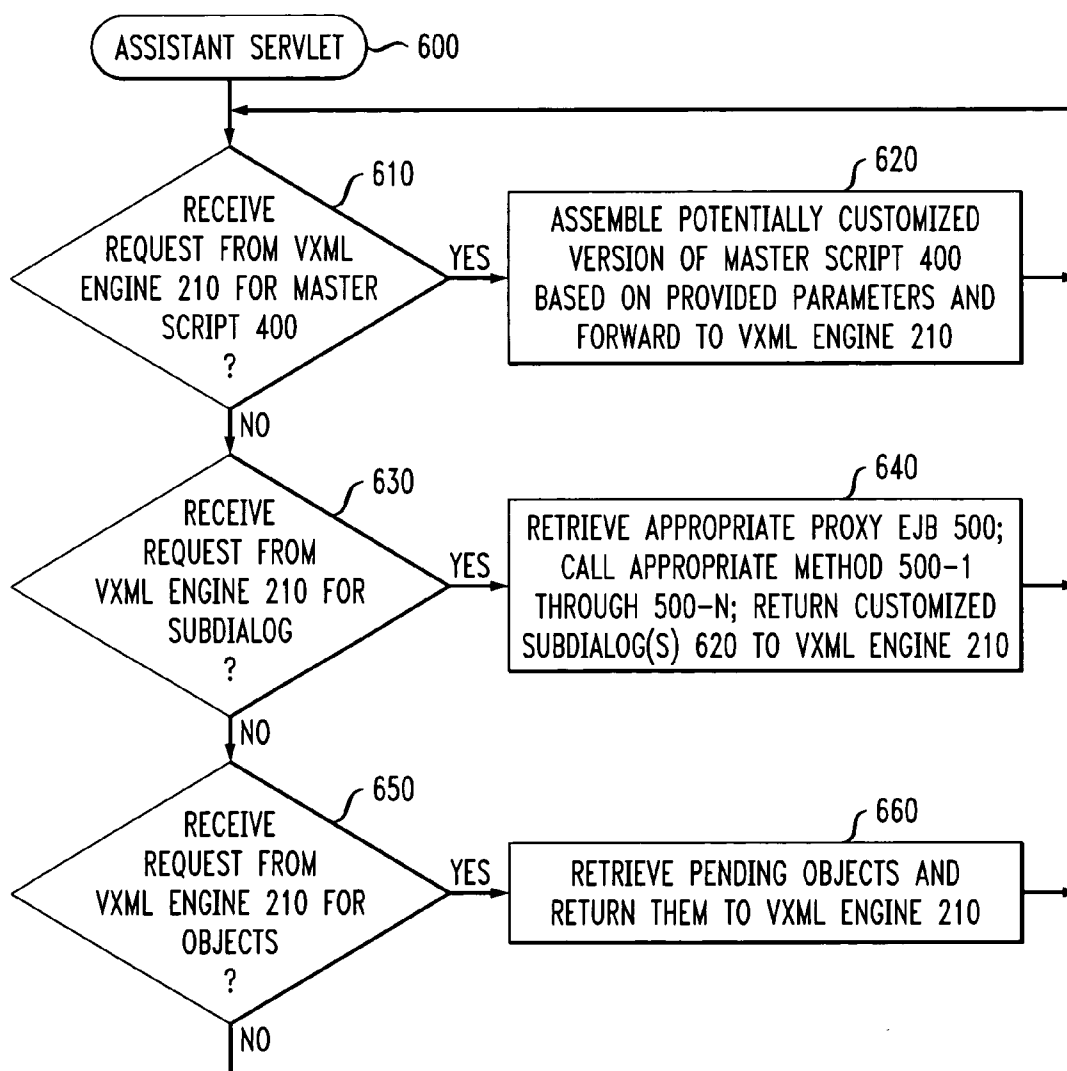 ASSISTANT SERVLET
600
610
RECEIVE
REQUEST FROM VXML
ENGINE 210 FOR MASTER
SCRIPT 400
?
YES
620
ASSEMBLE POTENTIALLY CUSTOMIZED
VERSION OF MASTER SCRIPT 400
BASED ON PROVIDED PARAMETERS AND
FORWARD TO VXML ENGINE 210
NO
630
RECEIVE
REQUEST FROM
VXML ENGINE 210 FOR
SUBDIALOG
?
YES
640
RETRIEVE APPROPRIATE PROXY EJB 500;
CALL APPROPRIATE METHOD 500-1
THROUGH 500-N; RETURN CUSTOMIZED
SUBDIALOG(S) 620 TO VXML ENGINE 210
NO
650
RECEIVE
REQUEST FROM
VXML ENGINE 210 FOR
OBJECTS
?
YES
660
RETRIEVE PENDING OBJECTS AND
RETURN THEM TO VXML ENGINE 210
NO